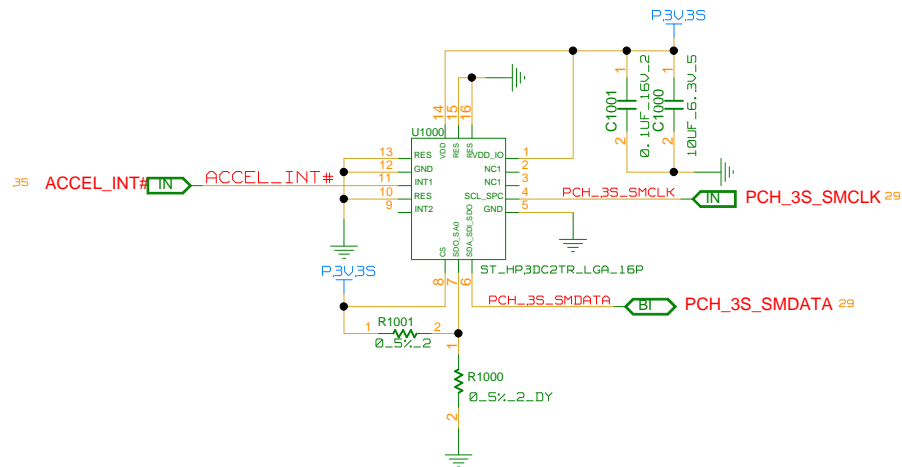 P3V3S
14
15
16
U1000
VDD
RES
RES
1
2
C1001
0.1UF_16V_2
1
2
C1000
10UF_6.3V_5
13
RES
VDD_IO
1
12
GND
NC1
2
35
ACCEL_INT#
IN
ACCEL_INT#
11
INT1
NC1
3
10
RES
SCL_SPC
4
PCH_3S_SMCLK
IN
PCH_3S_SMCLK
29
9
INT2
GND
5
CS
SDO_SA0
SDA_SDI_SDO
P3V3S
8
7
6
ST_HP3DC2TR_LGA_16P
PCH_3S_SMDATA
BI
PCH_3S_SMDATA
29
1
R1001
2
0_5%_2
1
R1000
0_5%_2_DY
2